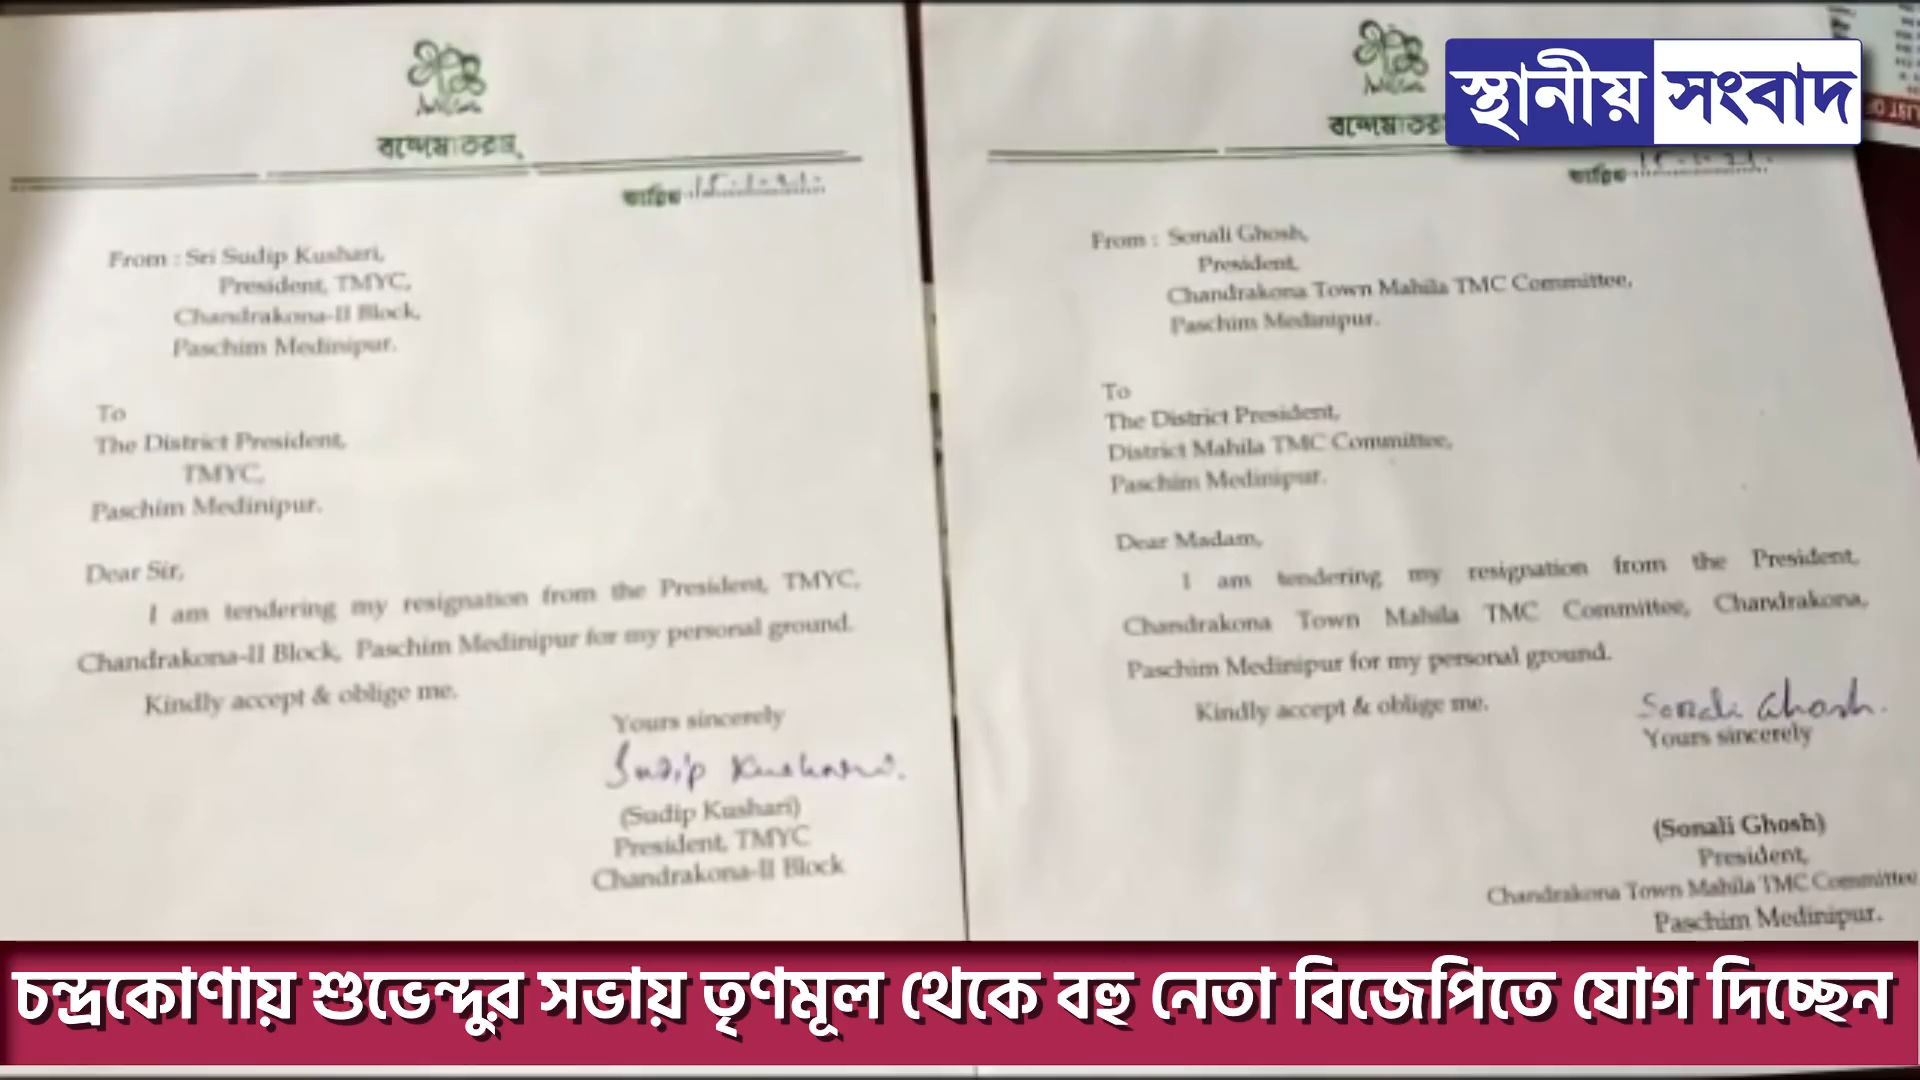 বন্দেমাতরম্
তারিখ
From : Sri Sudip Kushari,
President, TMYC,
Chandrakona-II Block,
Paschim Medinipur.
To
The District President,
TMYC,
Paschim Medinipur.
Dear Sir,
I am tendering my resignation from the President, TMYC,
Chandrakona-II Block, Paschim Medinipur for my personal ground.
Kindly accept & oblige me.
Yours sincerely
Sudip Kushari.
(Sudip Kushari)
President, TMYC
Chandrakona-II Block
স্থানীয় সংবাদ
তারিখ
From : Sonali Ghosh,
President,
Chandrakona Town Mahila TMC Committee,
Paschim Medinipur.
To
The District President,
District Mahila TMC Committee,
Paschim Medinipur.
Dear Madam,
I am tendering my resignation from the President,
Chandrakona Town Mahila TMC Committee, Chandrakona,
Paschim Medinipur for my personal ground.
Kindly accept & oblige me.
Sonali Ghosh.
Yours sincerely
(Sonali Ghosh)
President,
Chandrakona Town Mahila TMC Committee
Paschim Medinipur.
চন্দ্রকোণায় শুভেন্দুর সভায় তৃণমূল থেকে বহু নেতা বিজেপিতে যোগ দিচ্ছেন